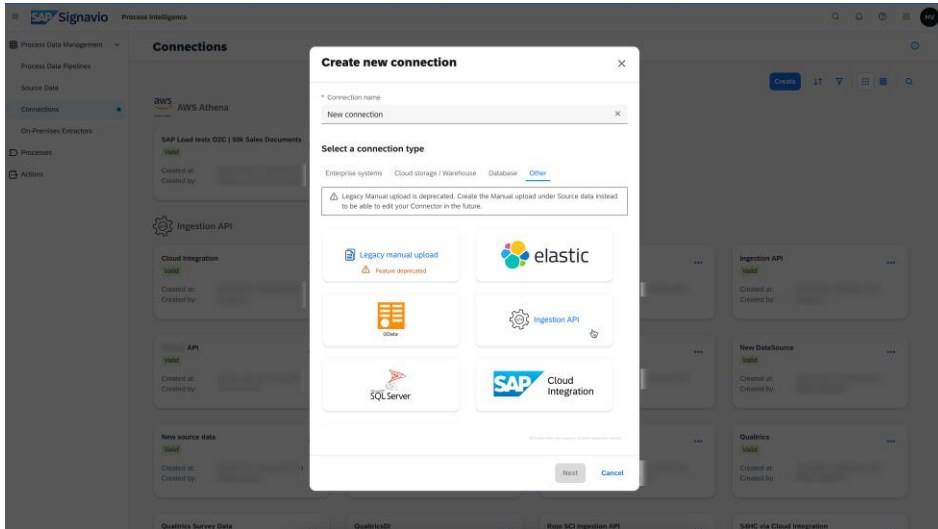 SAP Signavio Process Intelligence
HV
Process Data Management
Process Data Pipelines
Source Data
Connections
On-Premises Extractors
Processes
Actions
Connections
Create
aws AWS Athena
SAP Load tests O2C | 50k Sales Documents
Valid
Created at:
Created by:
Ingestion API
Cloud Integration
Valid
Created at:
Created by:
Ingestion API
Valid
Created at:
Created by:
API
Valid
Created at:
Created by:
New DataSource
Valid
Created at:
Created by:
New source data
Valid
Created at:
Created by:
Qualtrics
Valid
Created at:
Created by:
Qualtrics Survey Data
QualtricsDI
SCI Ingestion API
S4HC via Cloud Integration
Create new connection
* Connection name
New connection
Select a connection type
Enterprise systems
Cloud storage / Warehouse
Database
Other
Legacy Manual upload is deprecated. Create the Manual upload under Source data instead
to be able to edit your Connector in the future.
Legacy manual upload
Feature deprecated
elastic
OData
Ingestion API
SQL Server
SAP Cloud
Integration
Next
Cancel